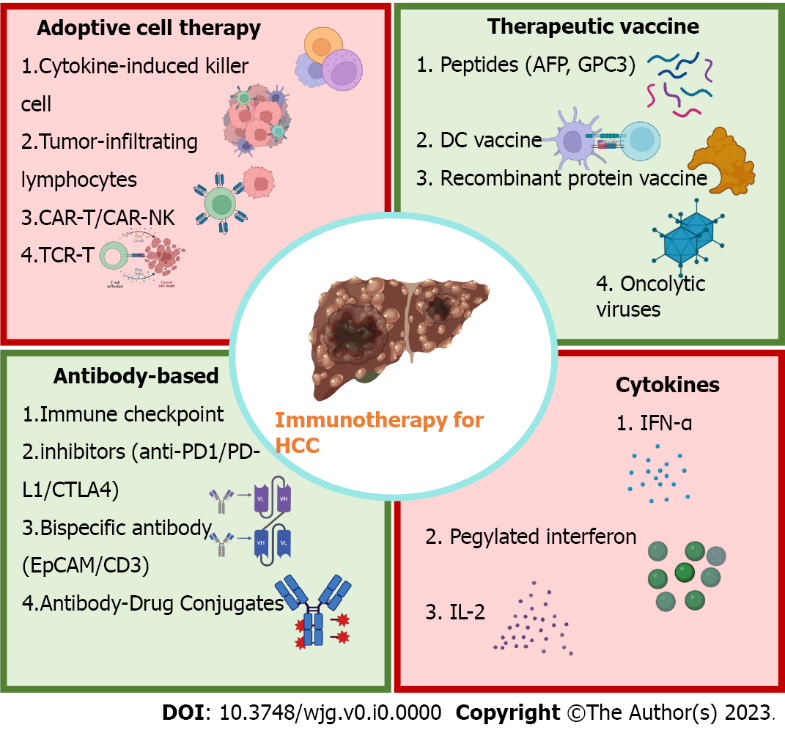 Adoptive cell therapy
1.Cytokine-induced killer
cell
2.Tumor-infiltrating
lymphocytes
3.CAR-T/CAR-NK
4.TCR-T
Therapeutic vaccine
1. Peptides (AFP, GPC3)
2. DC vaccine
3. Recombinant protein vaccine
4. Oncolytic
viruses
Immunotherapy for
HCC
Antibody-based
1.Immune checkpoint
2.inhibitors (anti-PD1/PD-
L1/CTLA4)
3.Bispecific antibody
(EpCAM/CD3)
4.Antibody-Drug Conjugates
VL VH
VH VL
Cytokines
1. IFN-α
2. Pegylated interferon
3. IL-2
DOI: 10.3748/wjg.v0.i0.0000 Copyright ©The Author(s) 2023.